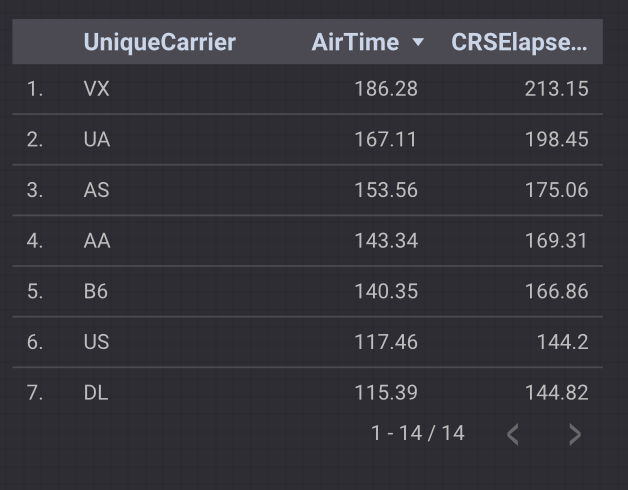 UniqueCarrier AirTime CRSElapse...
1. VX 186.28 213.15
2. UA 167.11 198.45
3. AS 153.56 175.06
4. AA 143.34 169.31
5. B6 140.35 166.86
6. US 117.46 144.2
7. DL 115.39 144.82
1 - 14 / 14